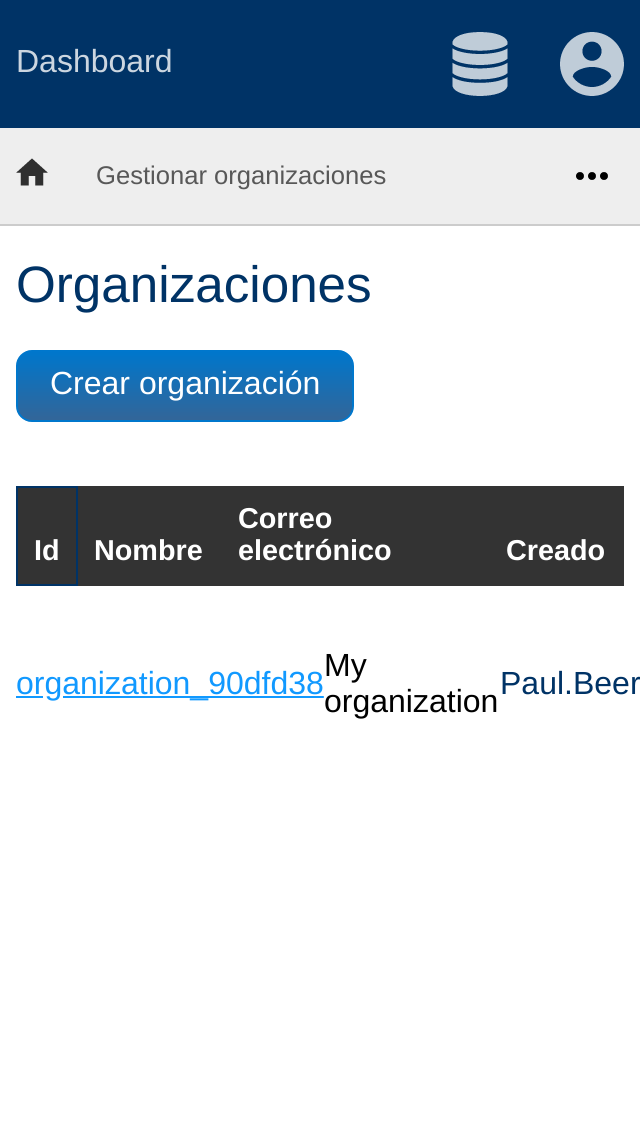 Dashboard
Gestionar organizaciones
Organizaciones
Crear organización
Id Nombre Correo electrónico Creado
organization_90dfd38 My organization Paul.Beer